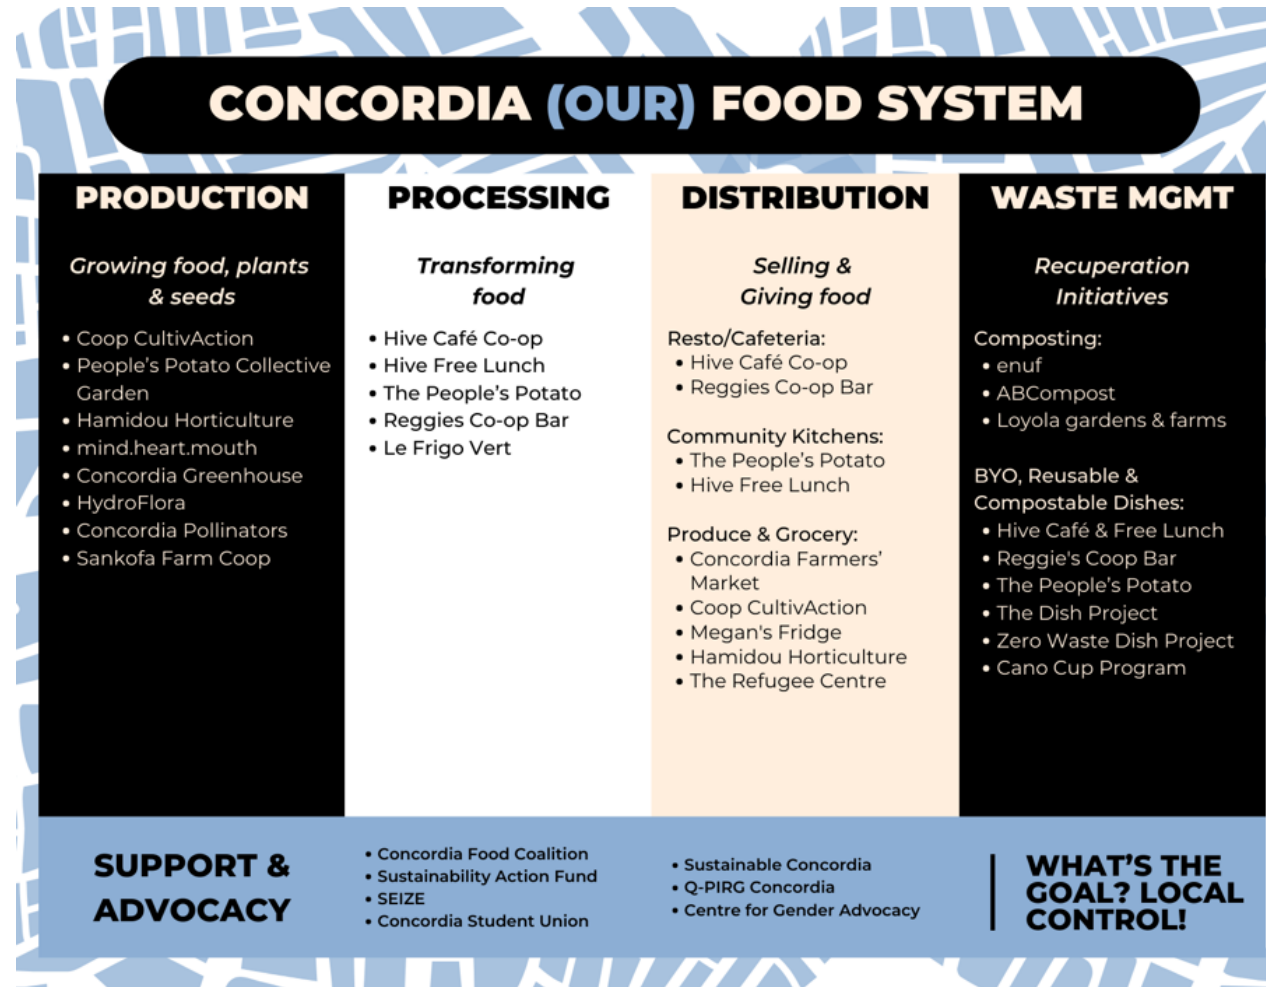 CONCORDIA (OUR) FOOD SYSTEM
PRODUCTION
Growing food, plants
& seeds
• Coop CultivAction
• People's Potato Collective
Garden
• Hamidou Horticulture
• mind.heart.mouth
• Concordia Greenhouse
• HydroFlora
• Concordia Pollinators
• Sankofa Farm Coop
PROCESSING
Transforming
food
• Hive Café Co-op
• Hive Free Lunch
• The People's Potato
• Reggies Co-op Bar
• Le Frigo Vert
DISTRIBUTION
Selling &
Giving food
Resto/Cafeteria:
• Hive Café Co-op
• Reggies Co-op Bar
Community Kitchens:
• The People's Potato
• Hive Free Lunch
Produce & Grocery:
• Concordia Farmers'
Market
• Coop CultivAction
• Megan's Fridge
• Hamidou Horticulture
• The Refugee Centre
WASTE MGMT
Recuperation
Initiatives
Composting:
• enuf
• ABCompost
• Loyola gardens & farms
BYO, Reusable &
Compostable Dishes:
• Hive Café & Free Lunch
• Reggie's Coop Bar
• The People's Potato
• The Dish Project
• Zero Waste Dish Project
• Cano Cup Program
SUPPORT &
ADVOCACY
• Concordia Food Coalition
• Sustainability Action Fund
• SEIZE
• Concordia Student Union
• Sustainable Concordia
• Q-PIRG Concordia
• Centre for Gender Advocacy
WHAT'S THE
GOAL? LOCAL
CONTROL!